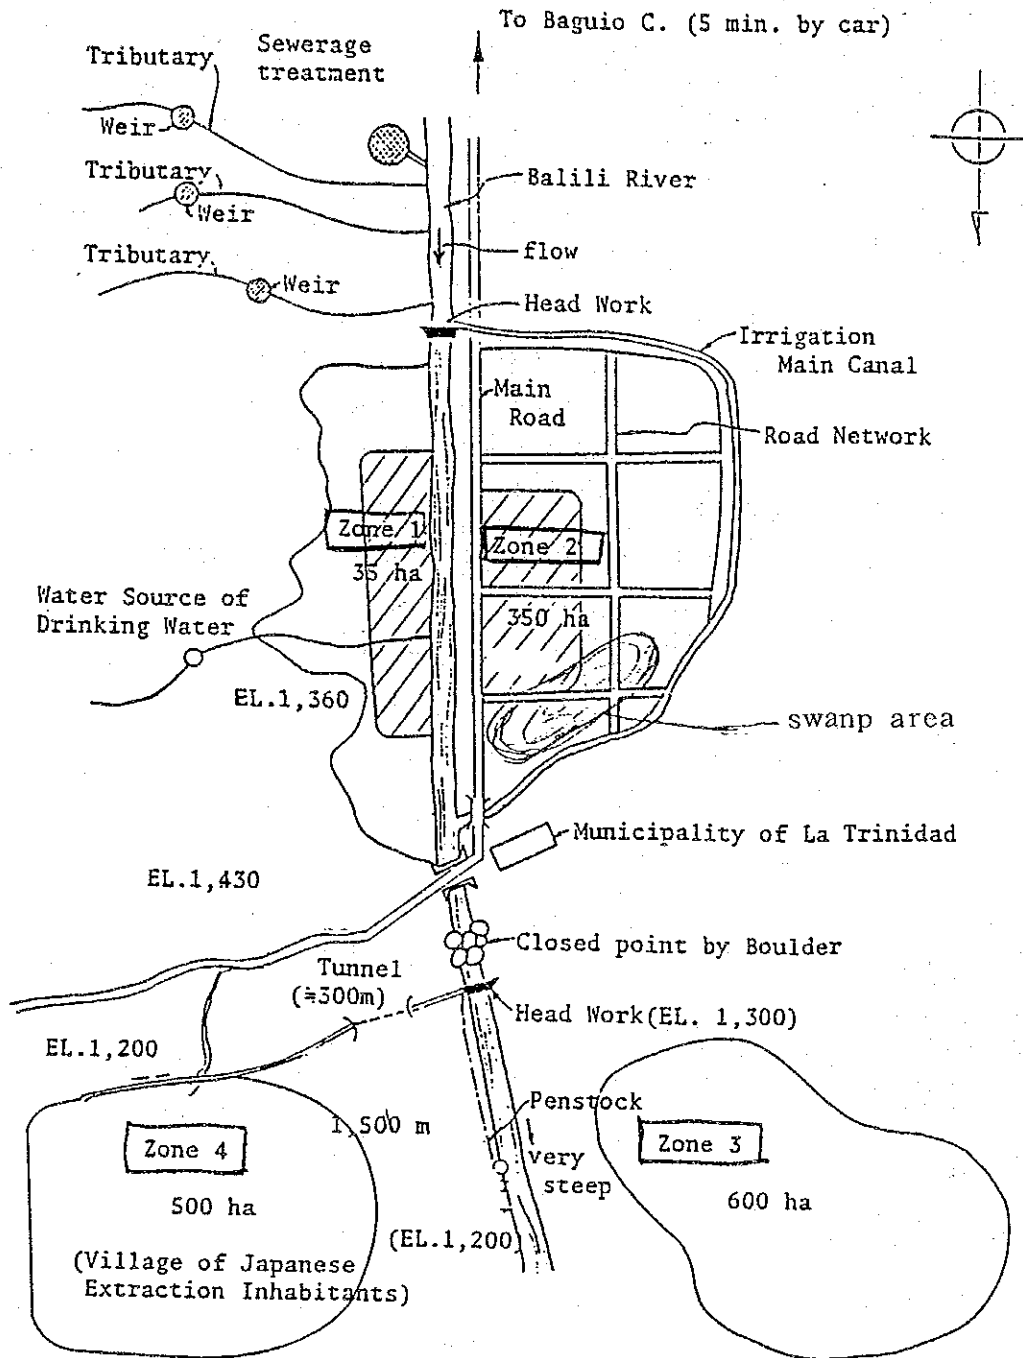 To Baguio C. (5 min. by car)
Sewerage
treatment
Tributary
Weir
Tributary
Weir
Tributary
Weir
Balili River
flow
Head Work
Irrigation
Main Canal
Main
Road
Road Network
Zone 1
35 ha
Zone 2
350 ha
Water Source of
Drinking Water
EL.1,360
swanp area
Municipality of La Trinidad
EL.1,430
Closed point by Boulder
Tunnel
(≒300m)
Head Work(EL. 1,300)
EL.1,200
Penstock
1,500 m
Zone 4
500 ha
very
steep
Zone 3
600 ha
(EL.1,200)
(Village of Japanese
Extraction Inhabitants)